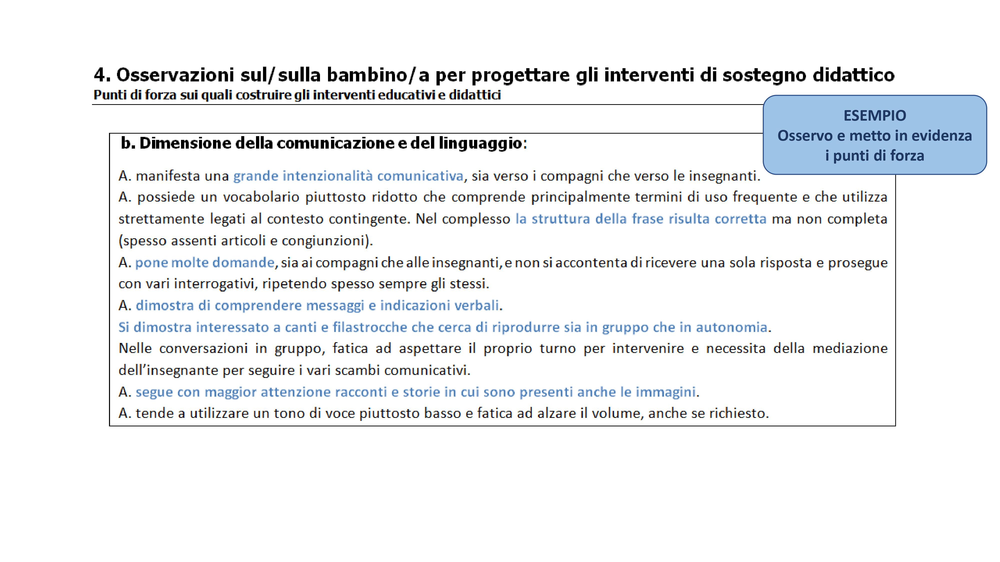 4. Osservazioni sul/sulla bambino/a per progettare gli interventi di sostegno didattico
Punti di forza sui quali costruire gli interventi educativi e didattici
ESEMPIO
Osservo e metto in evidenza
i punti di forza
b. Dimensione della comunicazione e del linguaggio:
A. manifesta una grande intenzionalità comunicativa, sia verso i compagni che verso le insegnanti.
A. possiede un vocabolario piuttosto ridotto che comprende principalmente termini di uso frequente e che utilizza
strettamente legati al contesto contingente. Nel complesso la struttura della frase risulta corretta ma non completa
(spesso assenti articoli e congiunzioni).
A. pone molte domande, sia ai compagni che alle insegnanti, e non si accontenta di ricevere una sola risposta e prosegue
con vari interrogativi, ripetendo spesso sempre gli stessi.
A. dimostra di comprendere messaggi e indicazioni verbali.
Si dimostra interessato a canti e filastrocche che cerca di riprodurre sia in gruppo che in autonomia.
Nelle conversazioni in gruppo, fatica ad aspettare il proprio turno per intervenire e necessita della mediazione
dell'insegnante per seguire i vari scambi comunicativi.
A. segue con maggior attenzione racconti e storie in cui sono presenti anche le immagini.
A. tende a utilizzare un tono di voce piuttosto basso e fatica ad alzare il volume, anche se richiesto.